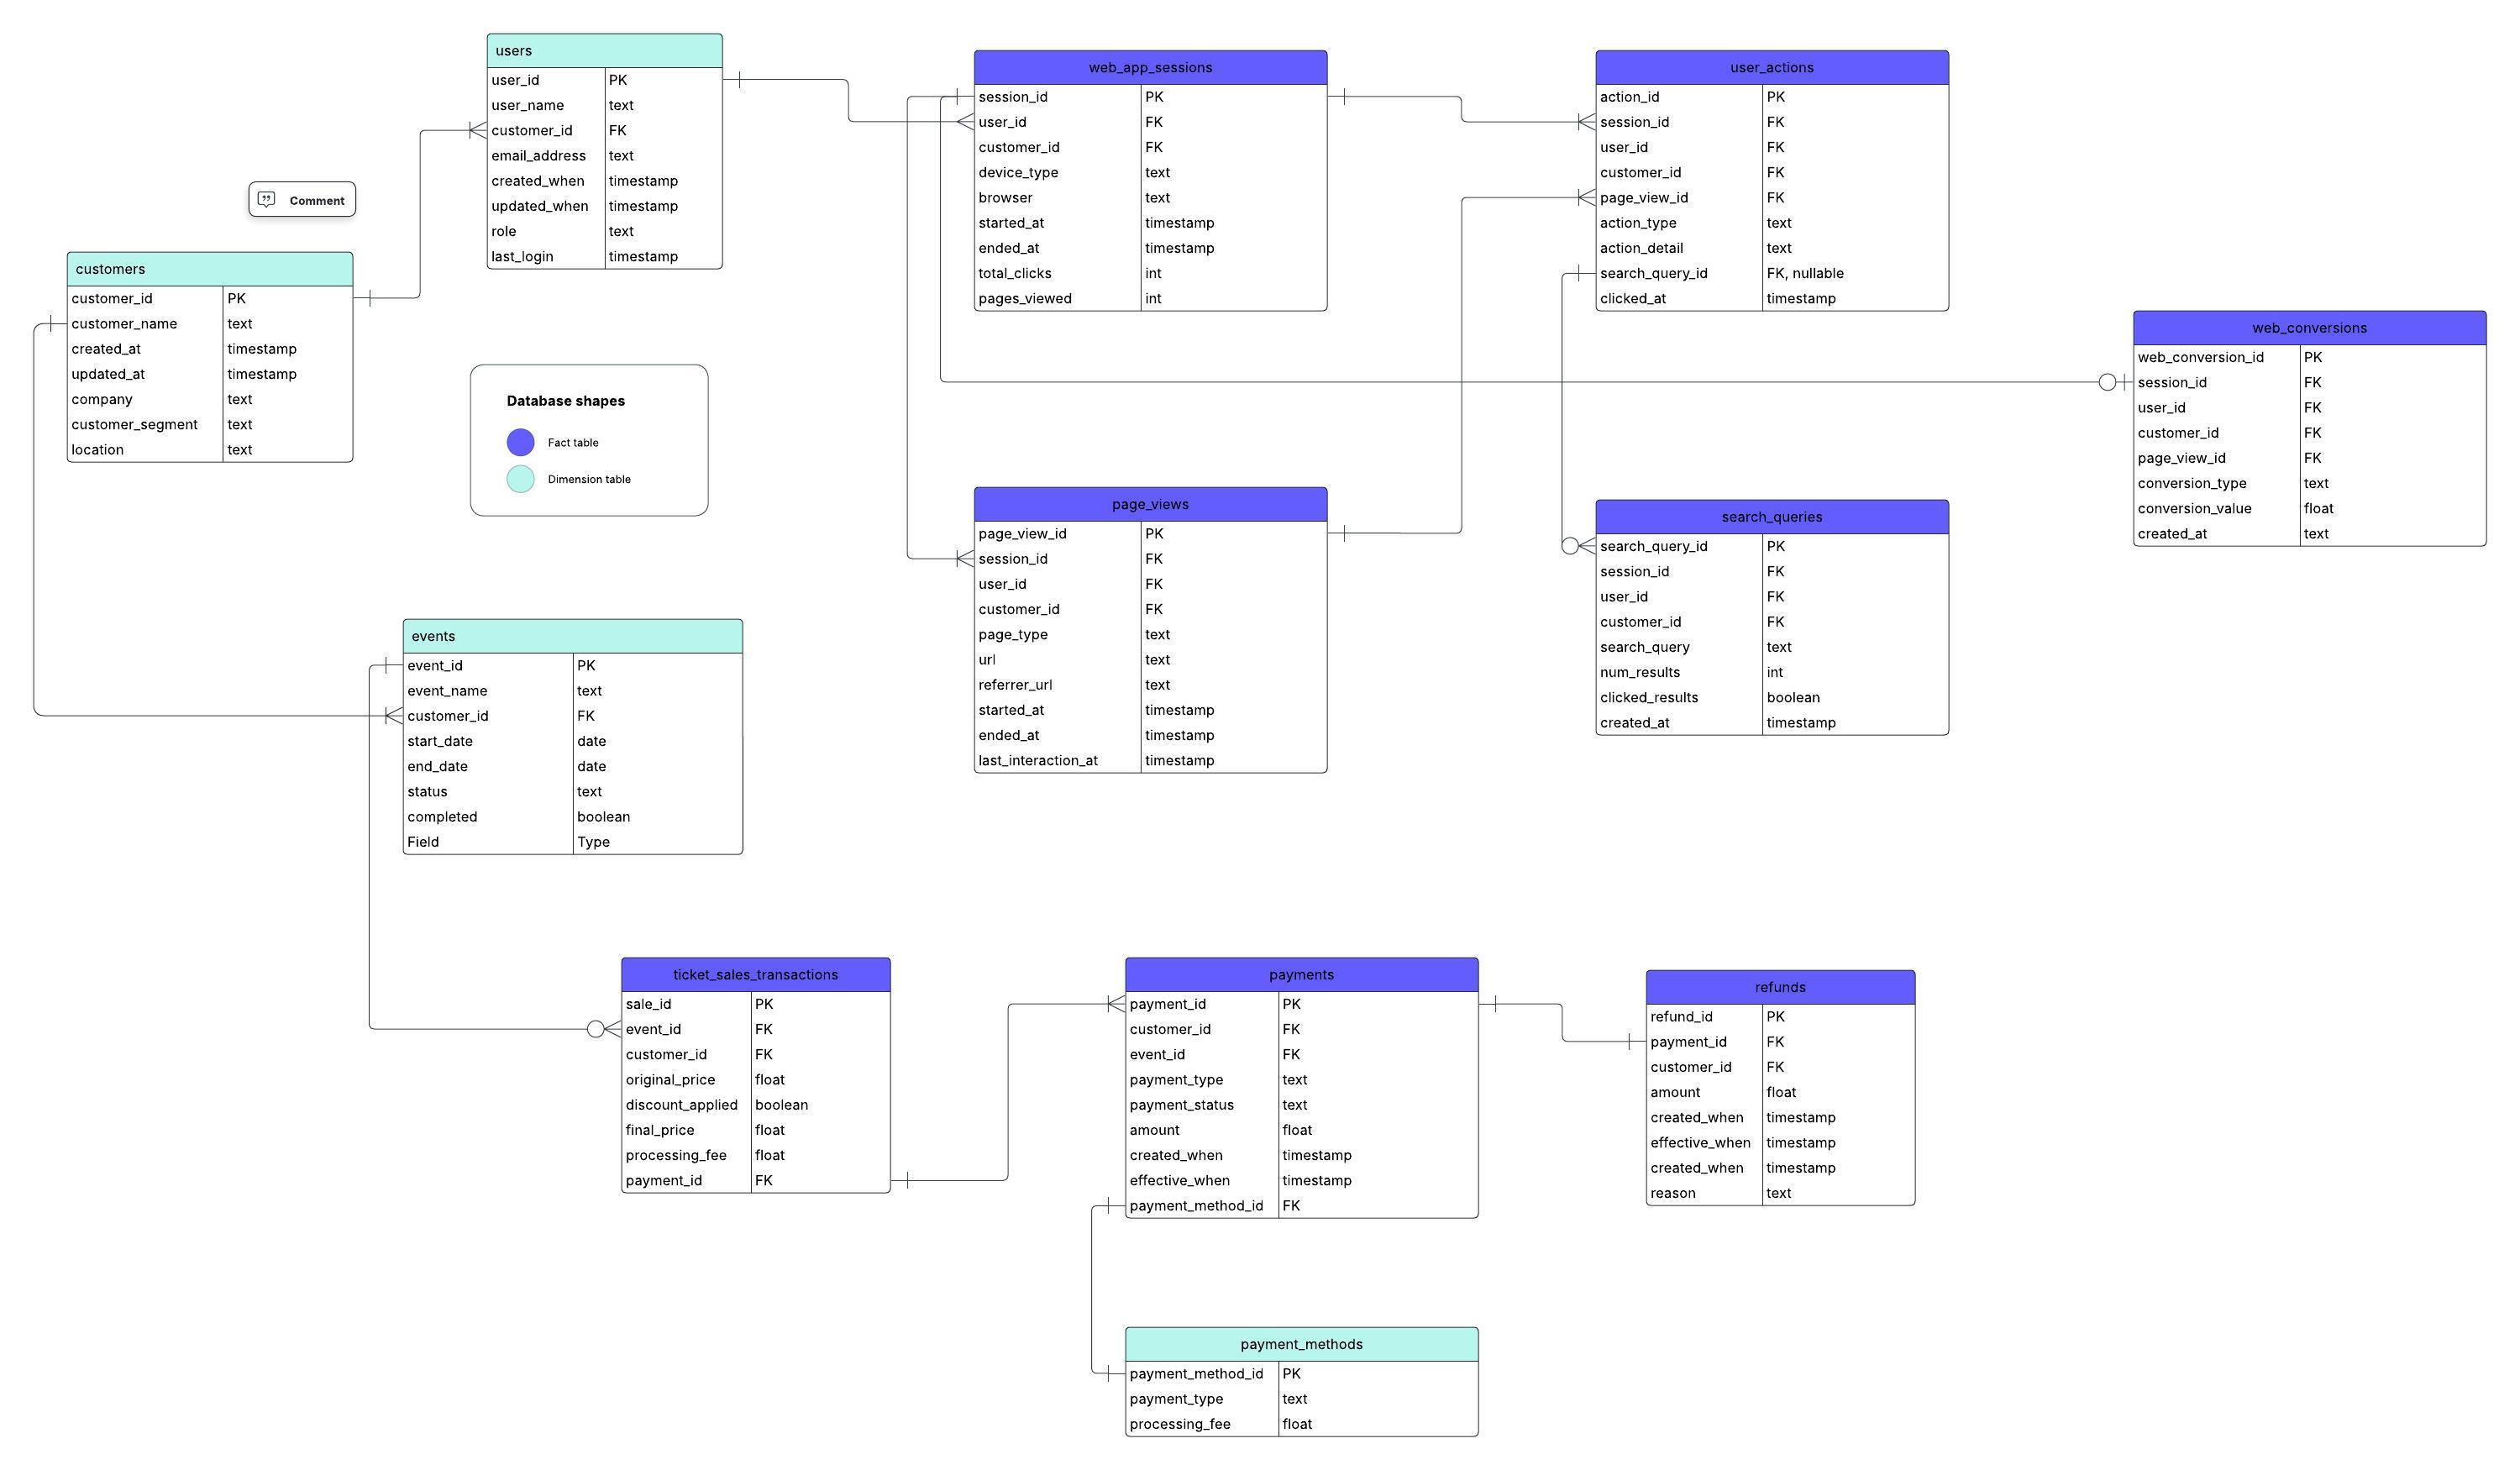 users
user_id PK
user_name text
customer_id FK
email_address text
created_when timestamp
updated_when timestamp
role text
last_login timestamp
web_app_sessions
session_id PK
user_id FK
customer_id FK
device_type text
browser text
started_at timestamp
ended_at timestamp
total_clicks int
pages_viewed int
user_actions
action_id PK
session_id FK
user_id FK
customer_id FK
page_view_id FK
action_type text
action_detail text
search_query_id FK, nullable
clicked_at timestamp
Comment
customers
customer_id PK
customer_name text
created_at timestamp
updated_at timestamp
company text
customer_segment text
location text
Database shapes
Fact table
Dimension table
web_conversions
web_conversion_id PK
session_id FK
user_id FK
customer_id FK
page_view_id FK
conversion_type text
conversion_value float
created_at text
page_views
page_view_id PK
session_id FK
user_id FK
customer_id FK
page_type text
url text
referrer_url text
started_at timestamp
ended_at timestamp
last_interaction_at timestamp
search_queries
search_query_id PK
session_id FK
user_id FK
customer_id FK
search_query text
num_results int
clicked_results boolean
created_at timestamp
events
event_id PK
event_name text
customer_id FK
start_date date
end_date date
status text
completed boolean
Field Type
ticket_sales_transactions
sale_id PK
event_id FK
customer_id FK
original_price float
discount_applied boolean
final_price float
processing_fee float
payment_id FK
payments
payment_id PK
customer_id FK
event_id FK
payment_type text
payment_status text
amount float
created_when timestamp
effective_when timestamp
payment_method_id FK
refunds
refund_id PK
payment_id FK
customer_id FK
amount float
created_when timestamp
effective_when timestamp
created_when timestamp
reason text
payment_methods
payment_method_id PK
payment_type text
processing_fee float